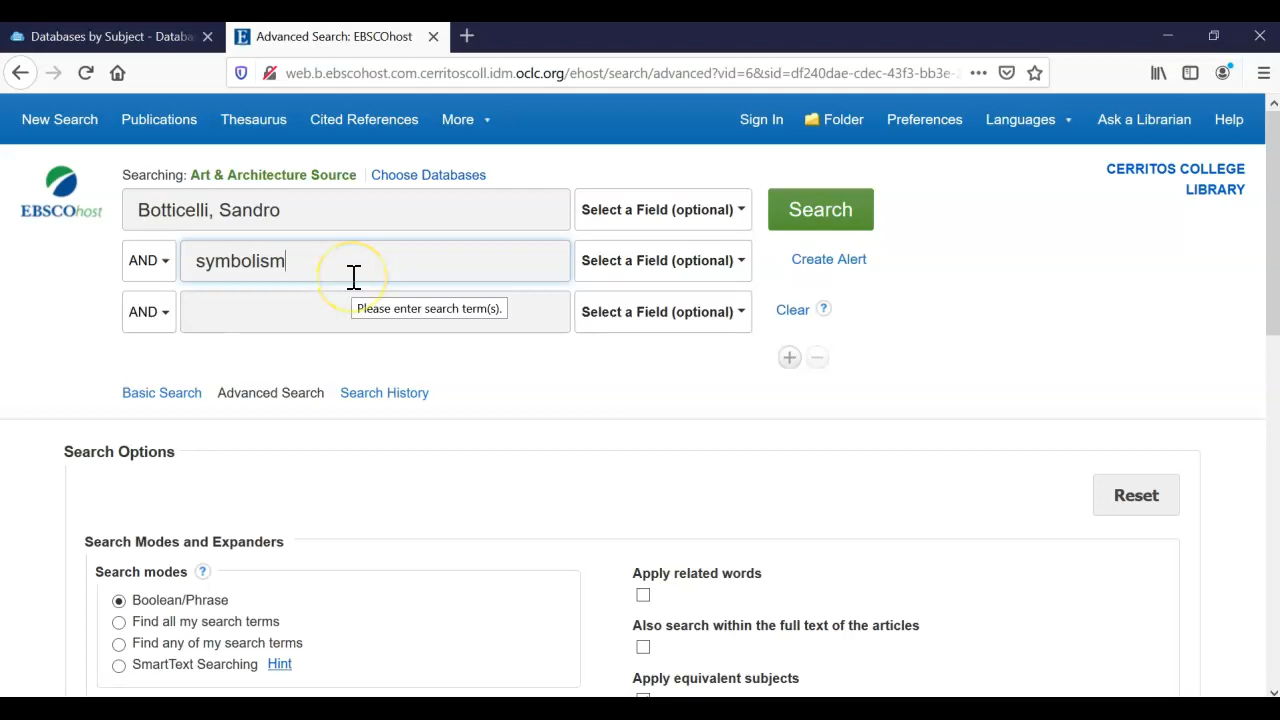 Databases by Subject - Databa
Advanced Search: EBSCOhost
web.b.ebscohost.com.cerritoscoll.idm.oclc.org/ehost/search/advanced?vid=6&sid=df240dae-cdec-43f3-bb3e-2
New Search Publications Thesaurus Cited References More Sign In Folder Preferences Languages Ask a Librarian Help
EBSCOhost
Searching: Art & Architecture Source Choose Databases
CERRITOS COLLEGE
LIBRARY
Botticelli, Sandro Select a Field (optional) Search
AND symbolism Select a Field (optional) Create Alert
Please enter search term(s).
AND Select a Field (optional) Clear ?
Basic Search Advanced Search Search History
Search Options
Reset
Search Modes and Expanders
Search modes ?
Boolean/Phrase
Find all my search terms
Find any of my search terms
SmartText Searching Hint
Apply related words
Also search within the full text of the articles
Apply equivalent subjects